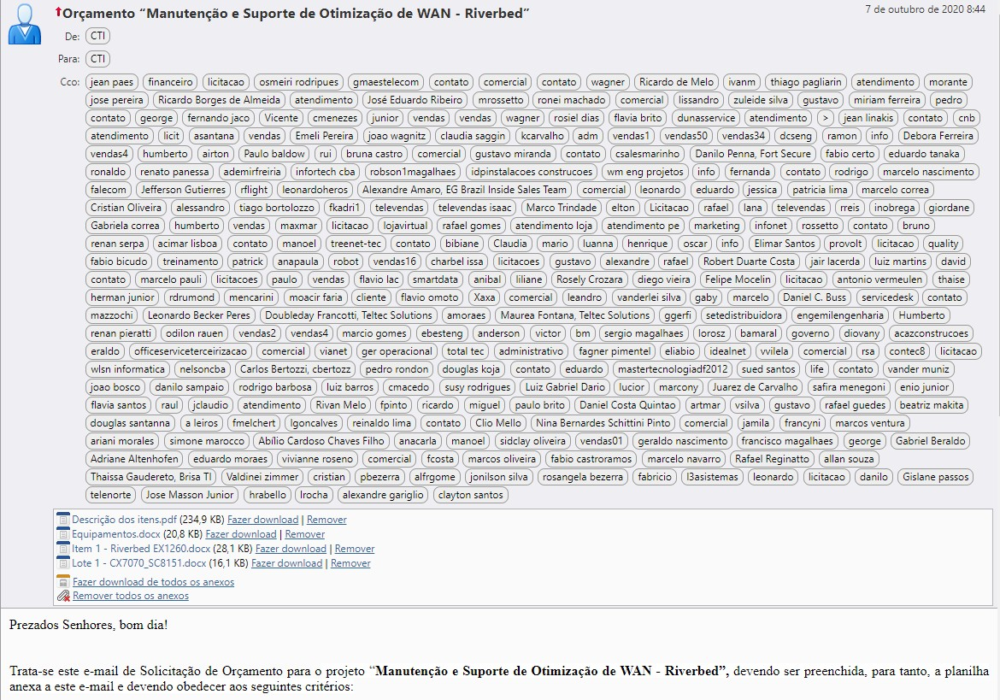 Orçamento “Manutenção e Suporte de Otimização de WAN - Riverbed”
7 de outubro de 2020 8:44
De: CTI
Para: CTI
Cco: jean paes financeiro licitacao osmeiri rodripues gmaestelecom contato comercial contato wagner Ricardo de Melo ivanm thiago pagliarin atendimento morante
jose pereira Ricardo Borges de Almeida atendimento José Eduardo Ribeiro mrossetto ronei machado comercial lissandro zuleide silva gustavo miriam ferreira pedro
contato george fernando jaco Vicente cmenezes junior vendas vendas wagner rosiel dias flavia brito dunasservice atendimento > jean linakis contato cnb
atendimento licit asantana vendas Emeli Pereira joao wagnitz claudia saggin kcarvalho adm vendas1 vendas50 vendas34 dcseng ramon info Debora Ferreira
vendas4 humberto airton Paulo baldow rui bruna castro comercial gustavo miranda contato csalesmarinho Danilo Penna, Fort Secure fabio certo eduardo tanaka
ronaldo renato panessa ademirfreiria infortech cba robson1magalhaes idpinstalacoes construcoes wm eng projetos info fernanda contato rodrigo marcelo nascimento
falecom Jefferson Gutierres rflight leonardoheros Alexandre Amaro, EG Brazil Inside Sales Team comercial leonardo eduardo jessica patricia lima marcelo correa
Cristian Oliveira alessandro tiago bortolozzo fkadri1 televendas televendas isaac Marco Trindade elton Licitacao rafael lana televendas rreis inobrega giordane
Gabriela correa humberto vendas maxmar licitacao lojavirtual rafael gomes atendimento loja atendimento pe marketing infonet rossetto contato bruno
renan serpa acimar lisboa contato manoel treenet-tec contato bibiane Claudia mario luanna henrique oscar info Elimar Santos provolt licitacao quality
fabio bicudo treinamento patrick anapaula robot vendas16 charbel issa licitacoes gustavo alexandre rafael Robert Duarte Costa jair lacerda luiz martins david
contato marcelo pauli licitacoes paulo vendas flavio lac smartdata anibal liliane Rosely Crozara diego vieira Felipe Mocelin licitacao antonio vermeulen thaise
herman junior rdrumond mencarini moacir faria cliente flavio omoto Xaxa comercial leandro vanderlei silva gaby marcelo Daniel C. Buss servicedesk contato
mazzochi Leonardo Becker Peres Doubleday Francotti, Teltec Solutions amoraes Maurea Fontana, Teltec Solutions ggerfi setedistribuidora engemilengenharia Humberto
renan pieratti odilon rauen vendas2 vendas4 marcio gomes ebesteng anderson victor bm sergio magalhaes lorosz bamaral governo diovany acazconstrucoes
eraldo officeserviceterceirizacao comercial vianet ger operacional total tec administrativo fagner pimentel eliabio idealnet vvilela comercial rsa contec8 licitacao
wlsn informatica nelsoncba Carlos Bertozzi, cbertozz pedro rondon douglas koja contato eduardo mastertecnologiadf2012 sued santos life contato vander muniz
joao bosco danilo sampaio rodrigo barbosa luiz barros cmacedo susy rodrigues Luiz Gabriel Dario lucior marcony Juarez de Carvalho safira menegoni enio junior
flavia santos raul jclaudio atendimento Rivan Melo fpinto ricardo miguel paulo brito Daniel Costa Quintao artmar vsilva gustavo rafael guedes beatriz makita
douglas santanna a leiros fmelchert lgoncalves reinaldo lima contato Clio Mello Nina Bernardes Schittini Pinto comercial jamila francyni marcos ventura
ariani morales simone marocco Abílio Cardoso Chaves Filho anacarla manoel sidclay oliveira vendas01 geraldo nascimento francisco magalhaes george Gabriel Beraldo
Adriane Altenhofen eduardo moraes vivianne roseno comercial fcosta marcos oliveira fabio castroramos marcelo navarro Rafael Reginatto allan souza
Thaissa Gaudereto, Brisa TI Valdinei zimmer cristian pbezerra alfrgome jonilson silva rosangela bezerra fabricio l3asistemas leonardo licitacao danilo Gislane passos
telenorte Jose Masson Junior hrabello lrocha alexandre gariglio clayton santos
Descrição dos itens.pdf (234,9 KB) Fazer download | Remover
Equipamentos.docx (20,8 KB) Fazer download | Remover
Item 1 - Riverbed EX1260.docx (28,1 KB) Fazer download | Remover
Lote 1 - CX7070_SC8151.docx (16,1 KB) Fazer download | Remover
Fazer download de todos os anexos
Remover todos os anexos
Prezados Senhores, bom dia!
Trata-se este e-mail de Solicitação de Orçamento para o projeto “Manutenção e Suporte de Otimização de WAN - Riverbed”, devendo ser preenchida, para tanto, a planilha
anexa a este e-mail e devendo obedecer aos seguintes critérios: